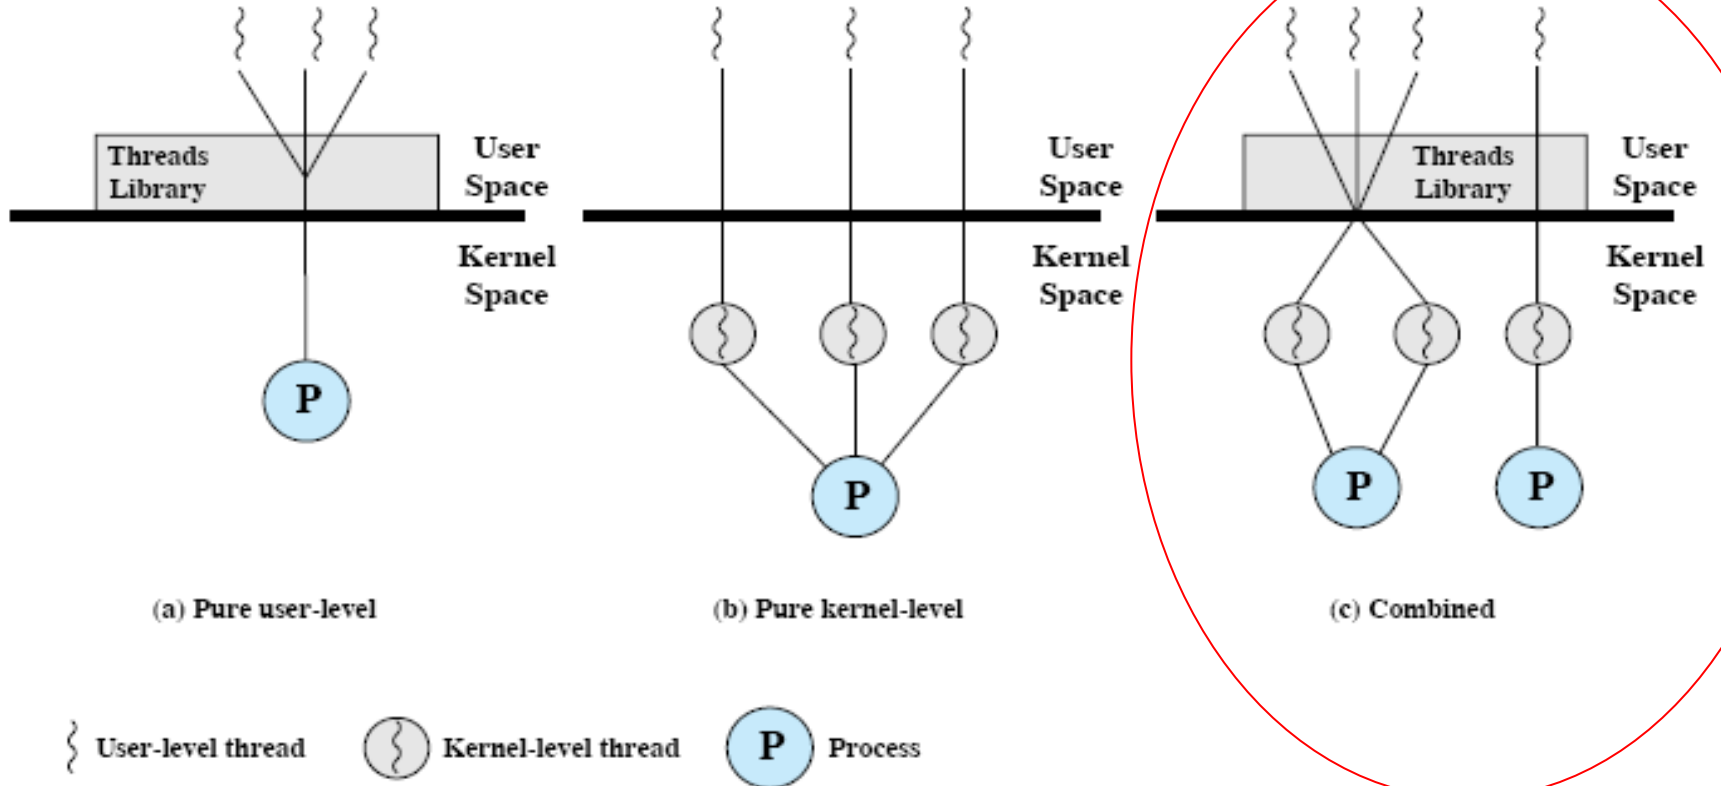 Threads
Library
User
Space
Kernel
Space
P
(a) Pure user-level
User
Space
Kernel
Space
P
(b) Pure kernel-level
Threads
Library
User
Space
Kernel
Space
P
P
(c) Combined
User-level thread
Kernel-level thread
P
Process